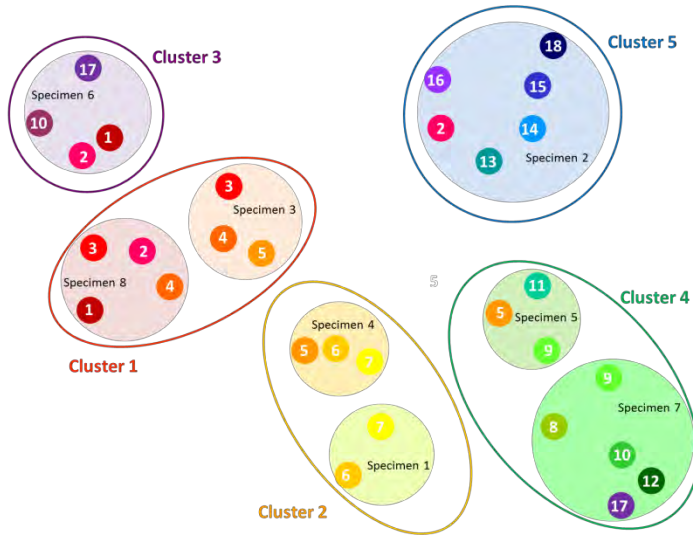 Cluster 3
17
Specimen 6
10
1
2
Cluster 5
18
16
15
2
14
13
Specimen 2
3
Specimen 3
4
5
3
2
Specimen 8
4
1
Cluster 1
5
Specimen 4
5
6
7
7
Specimen 1
6
Cluster 2
Cluster 4
11
5
Specimen 5
9
9
Specimen 7
8
10
12
17